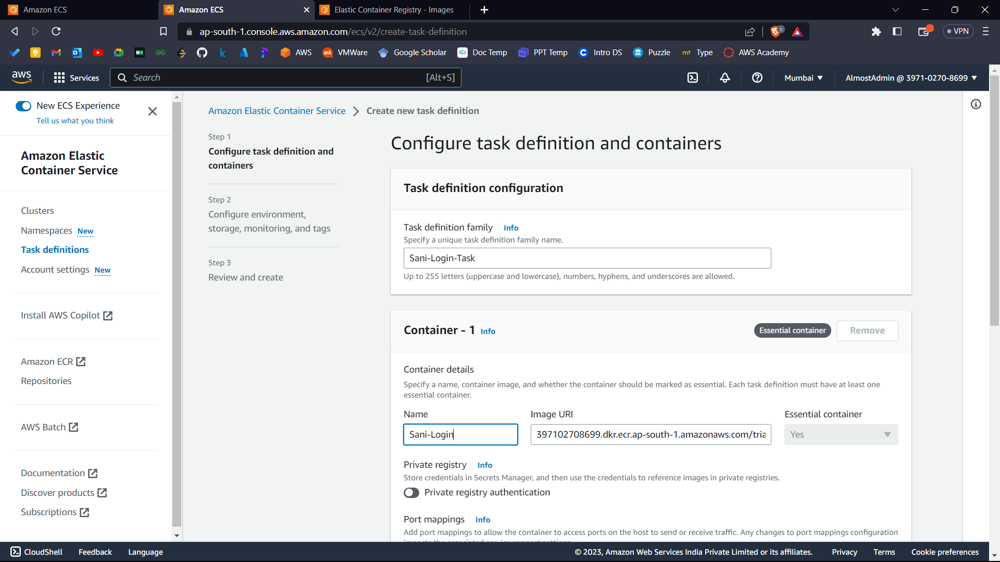 Amazon ECS
Amazon ECS
Elastic Container Registry - Images
ap-south-1.console.aws.amazon.com/ecs/v2/create-task-definition
1
VPN
AWS
ask
VMWare
Google Scholar
Doc Temp
PPT Temp
Intro DS
Puzzle
mt
Type
AWS Academy
aws
Services
Search
[Alt+S]
Mumbai
AlmostAdmin @ 3971-0270-8699
New ECS Experience
Tell us what you think
Amazon Elastic
Container Service
Clusters
Namespaces New
Task definitions
Account settings New
Install AWS Copilot
Amazon ECR
Repositories
AWS Batch
Documentation
Discover products
Subscriptions
Amazon Elastic Container Service
Create new task definition
Step 1
Configure task definition and
containers
Step 2
Configure environment,
storage, monitoring, and tags
Step 3
Review and create
Configure task definition and containers
Task definition configuration
Task definition family Info
Specify a unique task definition family name.
Sani-Login-Task
Up to 255 letters (uppercase and lowercase), numbers, hyphens, and underscores are allowed.
Container - 1 Info
Essential container
Remove
Container details
Specify a name, container image, and whether the container should be marked as essential. Each task definition must have at least one
essential container.
Name
Image URI
Essential container
Sani-Login
397102708699.dkr.ecr.ap-south-1.amazonaws.com/tria
Yes
Private registry Info
Store credentials in Secrets Manager, and then use the credentials to reference images in private registries.
Private registry authentication
Port mappings Info
Add port mappings to allow the container to access ports on the host to send or receive traffic. Any changes to port mappings configuration
CloudShell
Feedback
Language
© 2023, Amazon Web Services India Private Limited or its affiliates.
Privacy
Terms
Cookie preferences